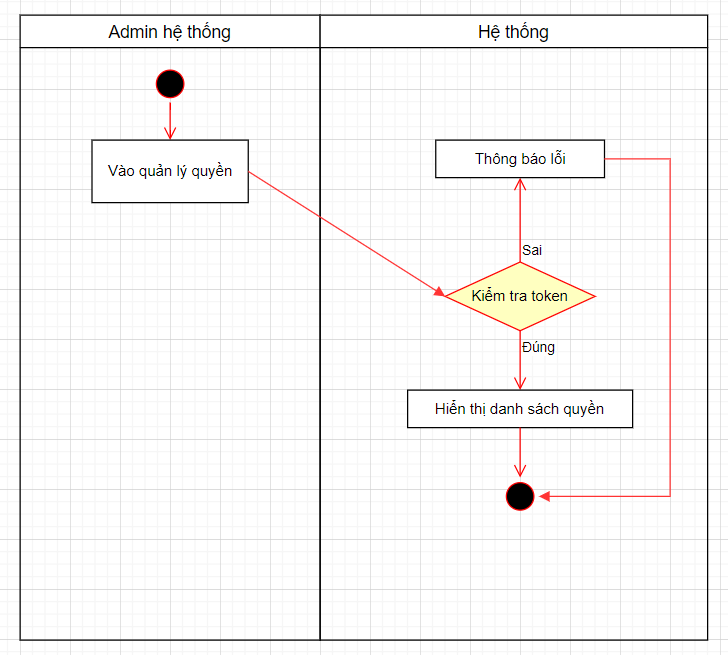 Admin hệ thống
Hệ thống
Vào quản lý quyền
Thông báo lỗi
Sai
Kiểm tra token
Đúng
Hiển thị danh sách quyền